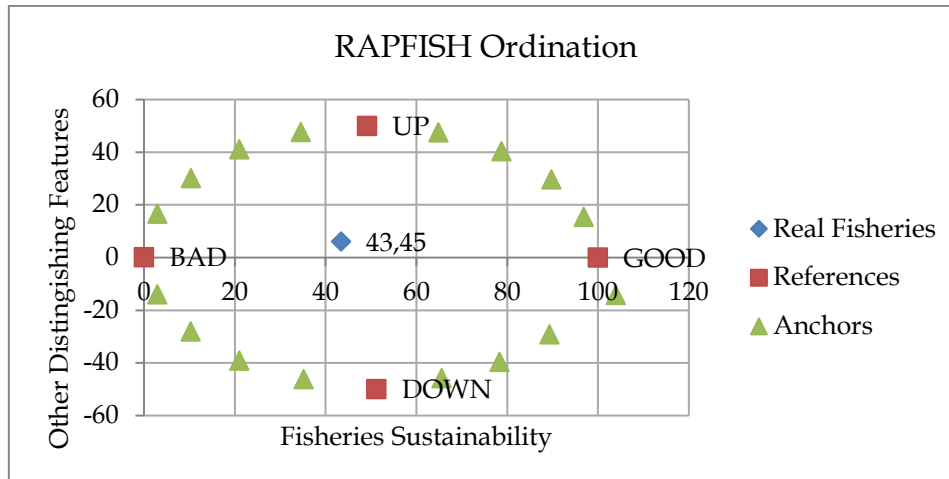 RAPFISH Ordination
Other Distingishing Features
60
40
20
0
-20
-40
-60
UP
43,45
BAD
GOOD
DOWN
0 20 40 60 80 100 120
Fisheries Sustainability
Real Fisheries
References
Anchors